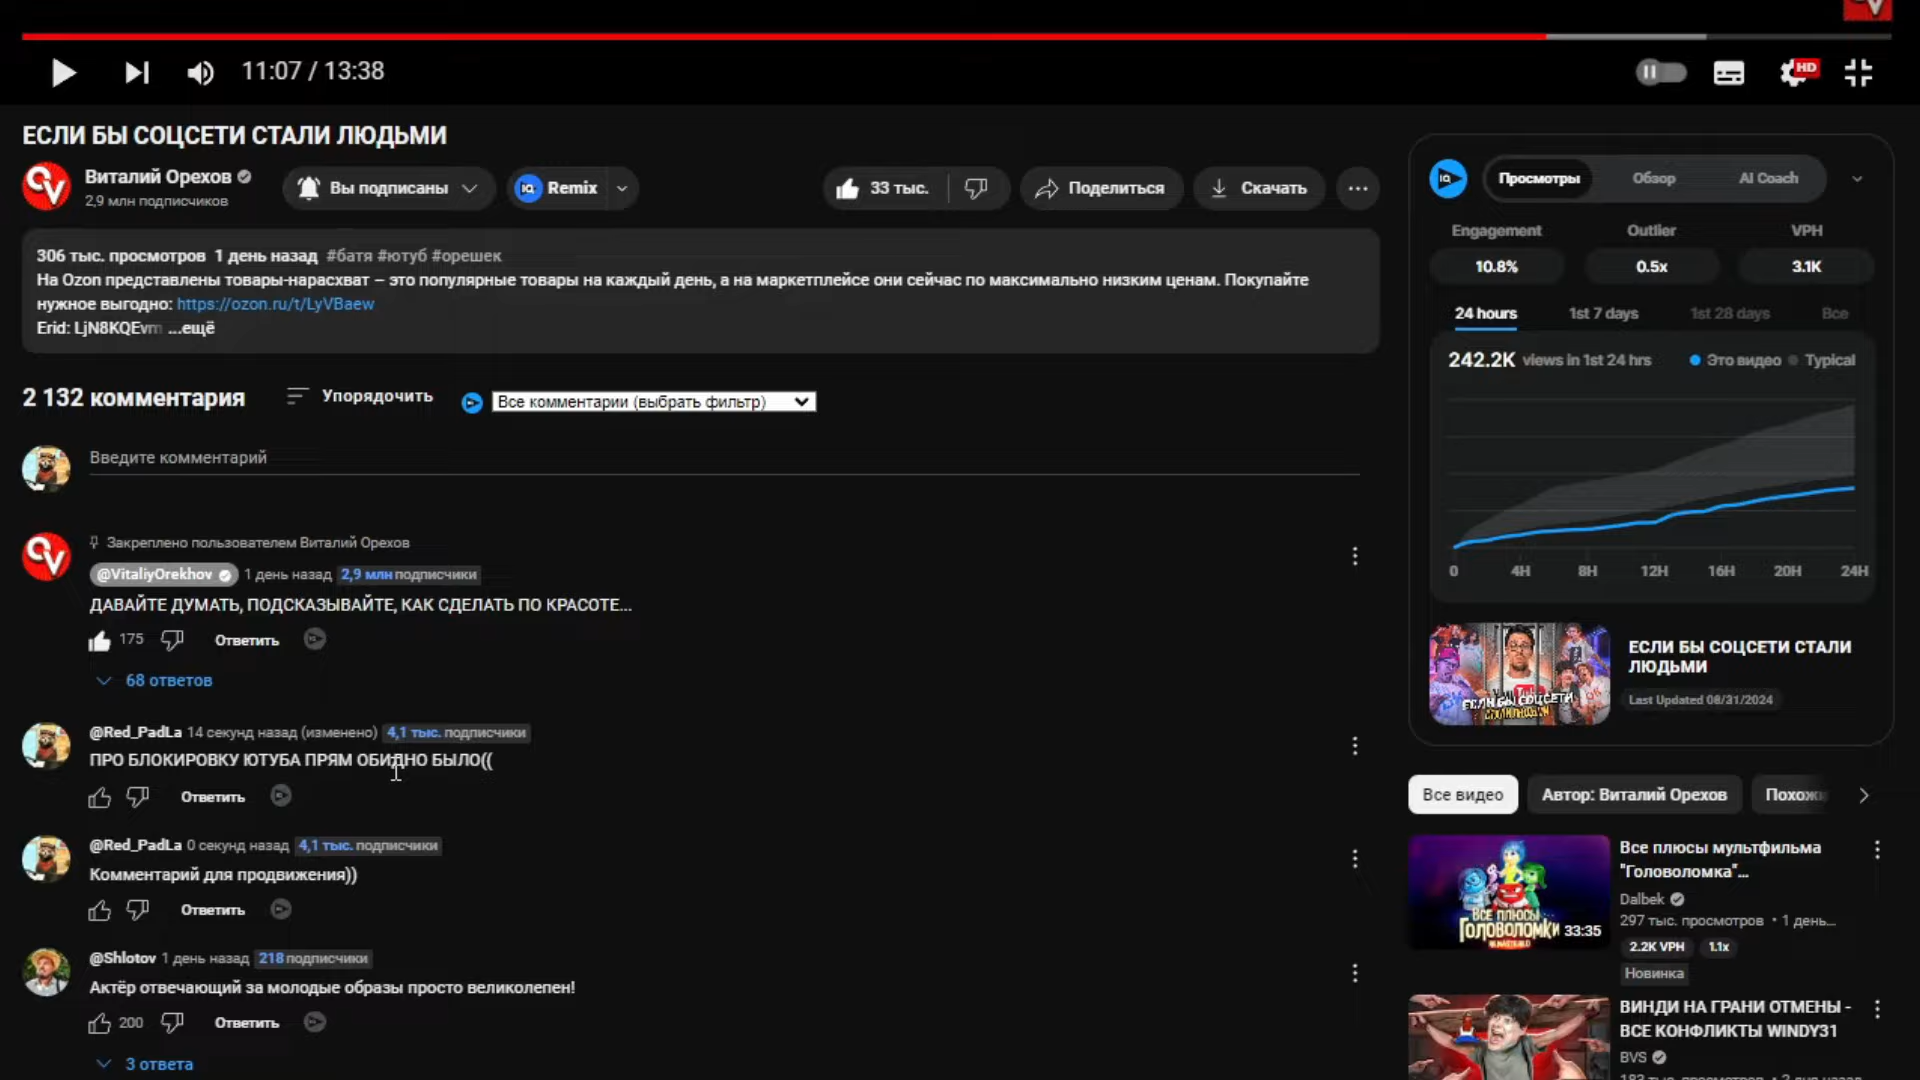 11:07 / 13:38
HD
ЕСЛИ БЫ СОЦСЕТИ СТАЛИ ЛЮДЬМИ
Виталий Орехов
2,9 млн подписчиков
Вы подписаны
Remix
33 тыс.
Поделиться
Скачать
306 тыс. просмотров 1 день назад #батя #ютуб #орешек
На Ozon представлены товары-нарасхват – это популярные товары на каждый день, а на маркетплейсе они сейчас по максимально низким ценам. Покупайте
нужное выгодно: https://ozon.ru/t/LyVBaew
Erid: LjN8KQEvm ...ещё
2 132 комментария
Упорядочить
Все комментарии (выбрать фильтр)
Введите комментарий
Закреплено пользователем Виталий Орехов
@VitaliyOrekhov 1 день назад 2,9 млн подписчики
ДАВАЙТЕ ДУМАТЬ, ПОДСКАЗЫВАЙТЕ, КАК СДЕЛАТЬ ПО КРАСОТЕ...
175
Ответить
68 ответов
@Red_PadLa 14 секунд назад (изменено) 4,1 тыс. подписчики
ПРО БЛОКИРОВКУ ЮТУБА ПРЯМ ОБИДНО БЫЛО((
Ответить
@Red_PadLa 0 секунд назад 4,1 тыс. подписчики
Комментарий для продвижения))
Ответить
@Shlotov 1 день назад 218 подписчики
Актёр отвечающий за молодые образы просто великолепен!
200
Ответить
3 ответа
IQ
Просмотры
Обзор
AI Coach
Engagement
Outlier
VPH
10.8%
0.5x
3.1K
24 hours
1st 7 days
1st 28 days
Все
242.2K views in 1st 24 hrs
Это видео
Typical
0 4H 8H 12H 16H 20H 24H
ЕСЛИ БЫ СОЦСЕТИ
СТАЛИ ЛЮДЬМИ
ЕСЛИ БЫ СОЦСЕТИ СТАЛИ
ЛЮДЬМИ
Last Updated 08/31/2024
Все видео
Автор: Виталий Орехов
Похожи
ВСЕ ПЛЮСЫ
ГОЛОВОЛОМКИ
33:35
Все плюсы мультфильма
"Головоломка"...
Dalbek
297 тыс. просмотров • 1 день...
2.2K VPH
1.1x
Новинка
ВИНДИ НА ГРАНИ ОТМЕНЫ -
ВСЕ КОНФЛИКТЫ WINDY31
BVS